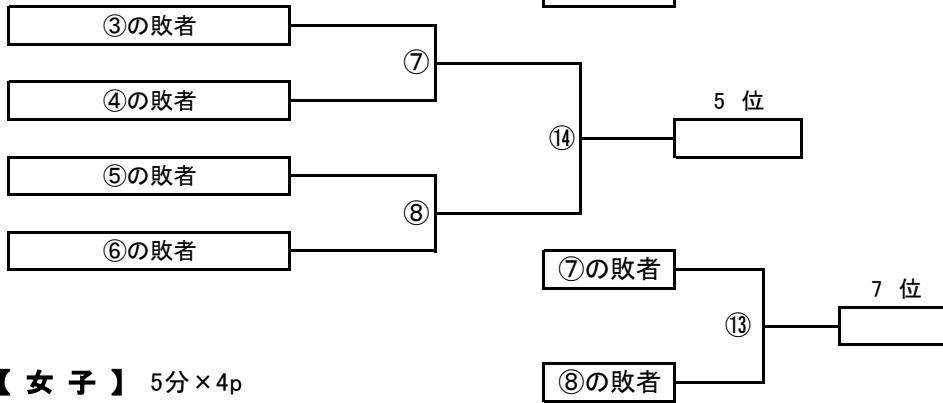 ③の敗者
⑦
④の敗者
5 位
⑭
⑤の敗者
⑧
⑥の敗者
⑦の敗者
7 位
⑬
⑧の敗者
【 女 子 】 5分×4p